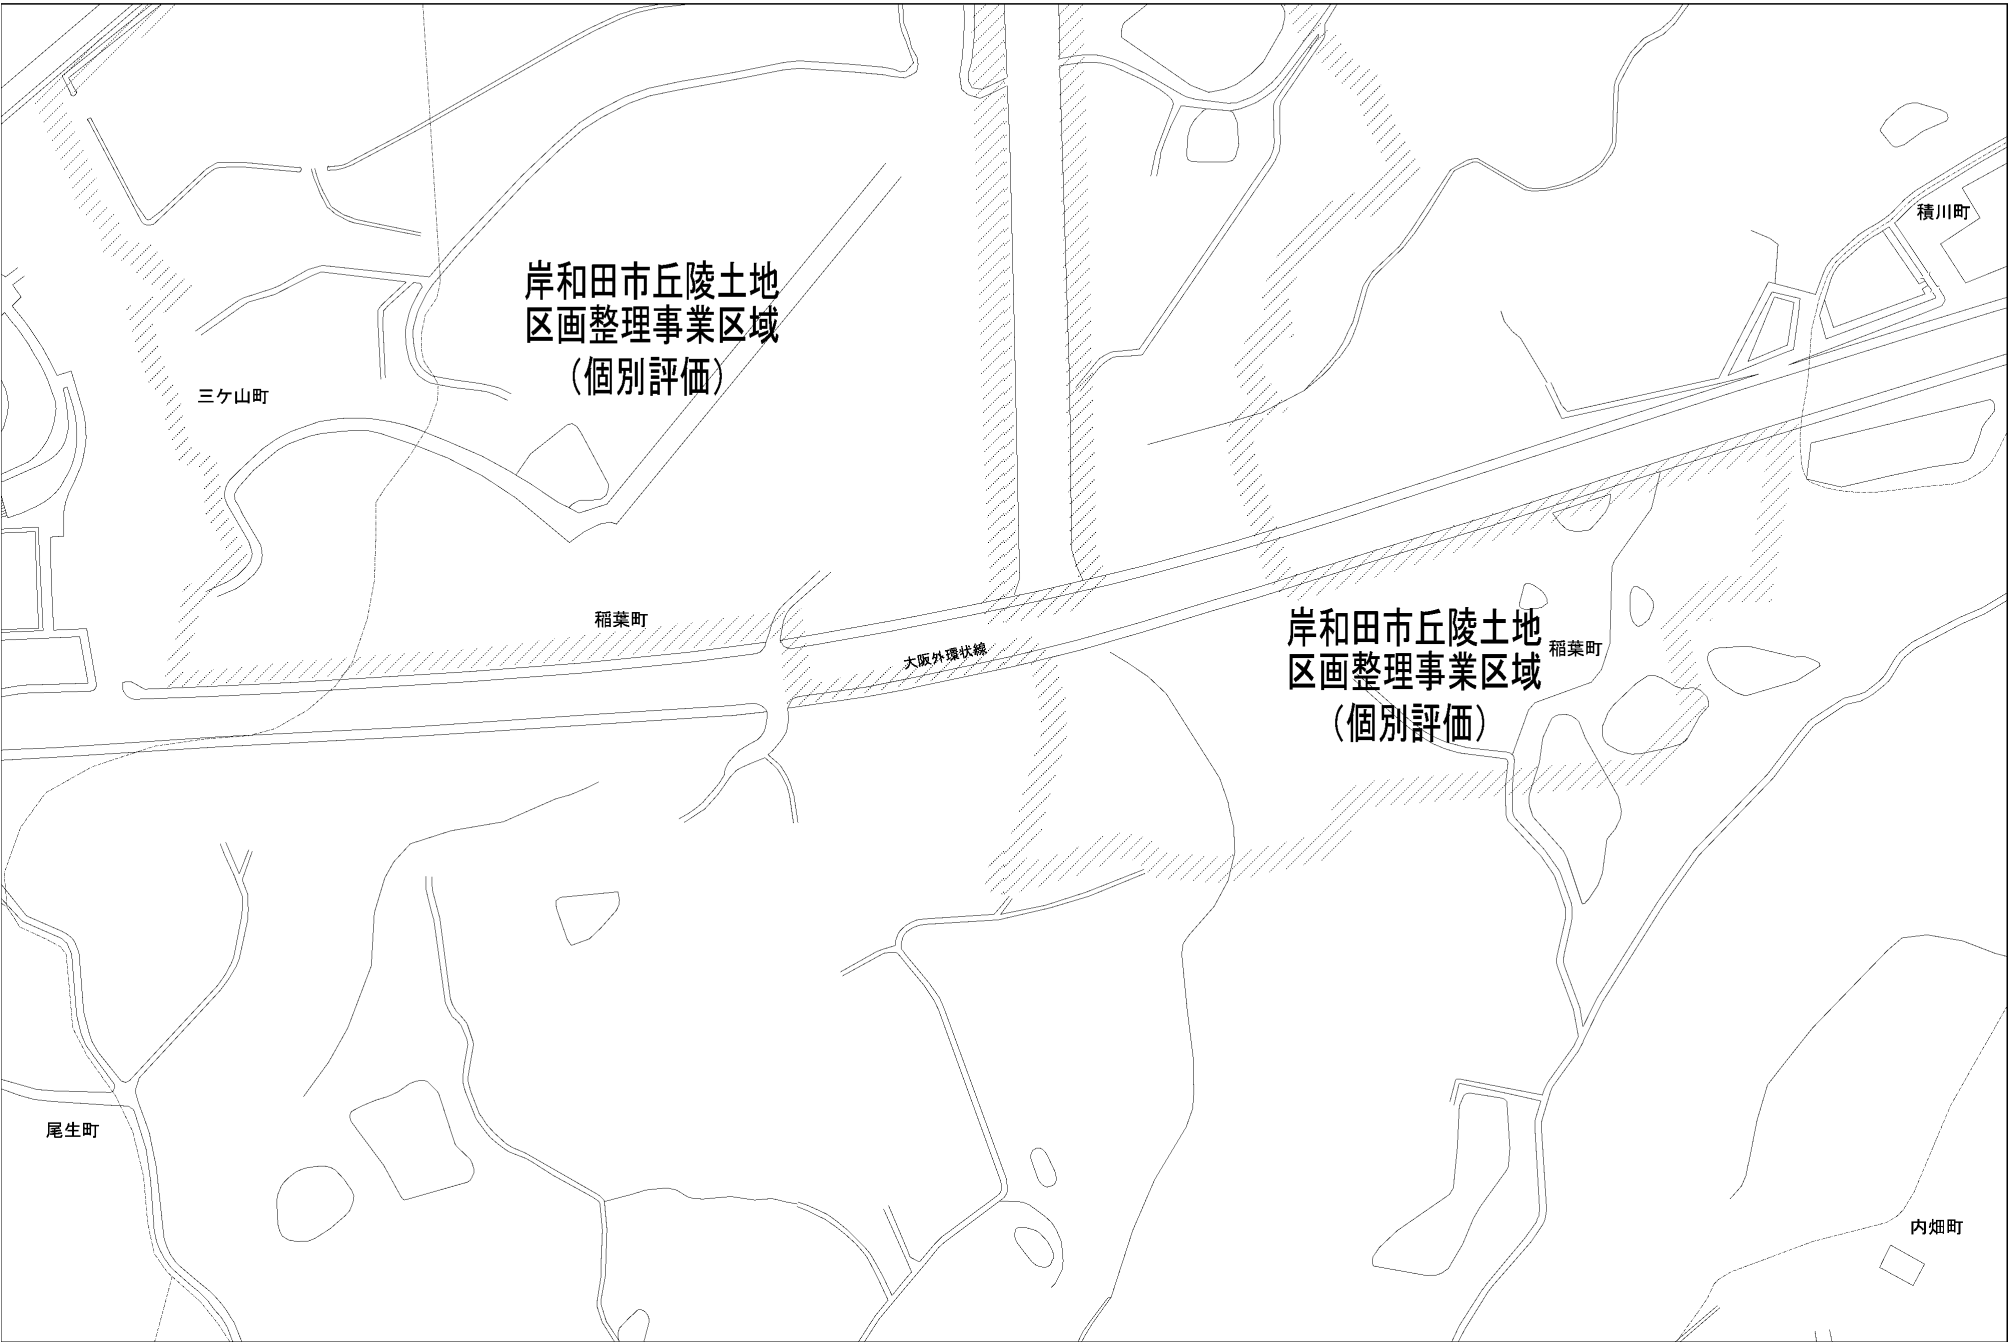 積川町
岸和田市丘陵土地
区画整理事業区域
（個別評価）
三ケ山町
稲葉町
大阪外環状線
岸和田市丘陵土地
区画整理事業区域
（個別評価）
稲葉町
尾生町
内畑町